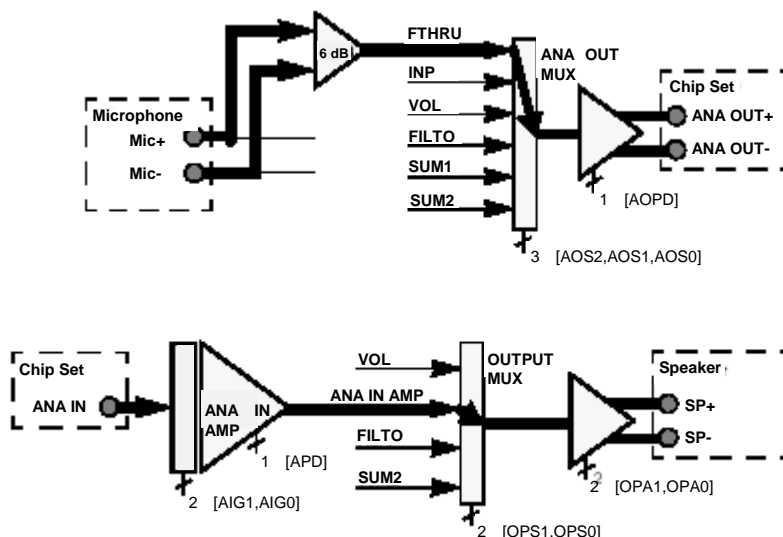 6 dB
FTHRU
ANA OUT
MUX
INP
VOL
FILTO
SUM1
SUM2
Microphone
Mic+
Mic-
Chip Set
ANA OUT+
ANA OUT-
1 [AOPD]
3 [AOS2,AOS1,AOS0]
Chip Set
ANA IN
ANA IN
AMP
1 [APD]
2 [AIG1,AIG0]
VOL
ANA IN AMP
FILTO
SUM2
OUTPUT
MUX
2 [OPS1,OPS0]
Speaker
SP+
SP-
2 [OPA1,OPA0]